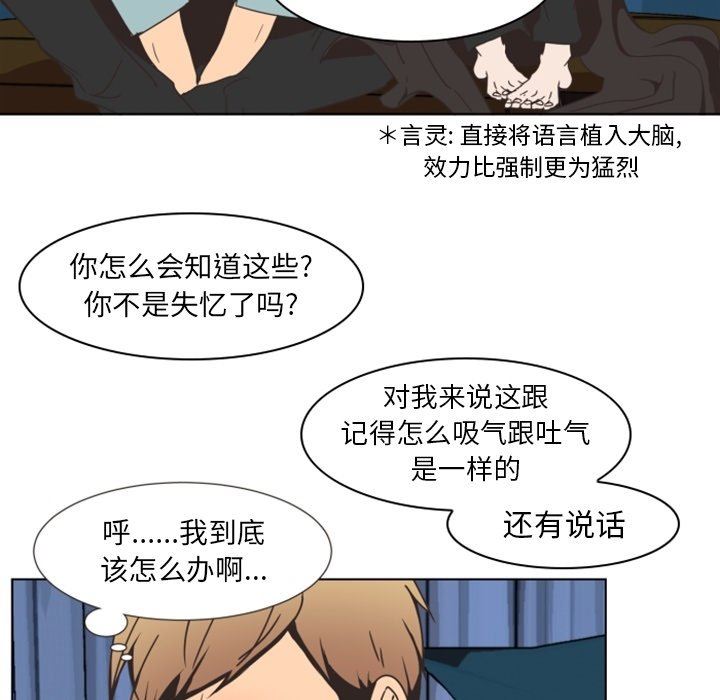 ＊言灵: 直接将语言植入大脑,
效力比强制更为猛烈
你怎么会知道这些?
你不是失忆了吗?
对我来说这跟
记得怎么吸气跟吐气
是一样的
还有说话
呼......我到底
该怎么办啊...